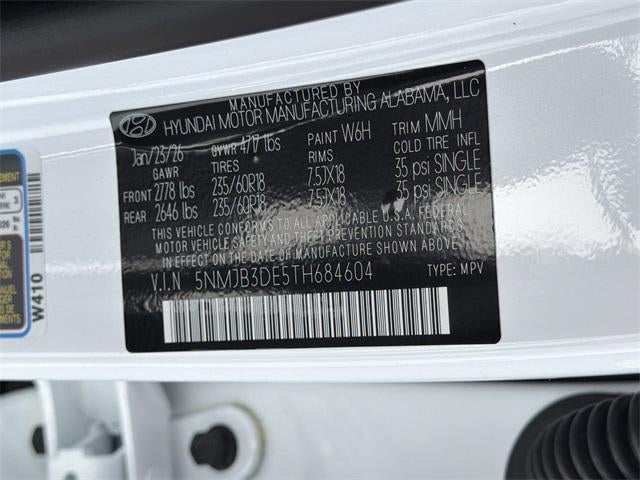 MANUFACTURED BY
HYUNDAI MOTOR MANUFACTURING ALABAMA, LLC
Jan/23/26 GVWR 4717 lbs PAINT W6H TRIM MMH
GAWR TIRES RIMS COLD TIRE INFL
FRONT 2778 lbs 235/60R18 7.5JX18 35 psi SINGLE
REAR 2646 lbs 235/60R18 7.5JX18 35 psi SINGLE
THIS VEHICLE CONFORMS TO ALL APPLICABLE U.S.A. FEDERAL
MOTOR VEHICLE SAFETY AND THEFT PREVENTION STANDARDS
IN EFFECT ON THE DATE OF MANUFACTURE SHOWN ABOVE
V.I.N 5NMJB3DE5TH684604 TYPE: MPV
W410